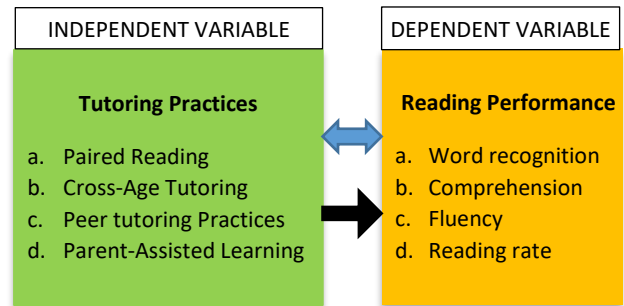 INDEPENDENT VARIABLE
Tutoring Practices
a. Paired Reading
b. Cross-Age Tutoring
c. Peer tutoring Practices
d. Parent-Assisted Learning
DEPENDENT VARIABLE
Reading Performance
a. Word recognition
b. Comprehension
c. Fluency
d. Reading rate